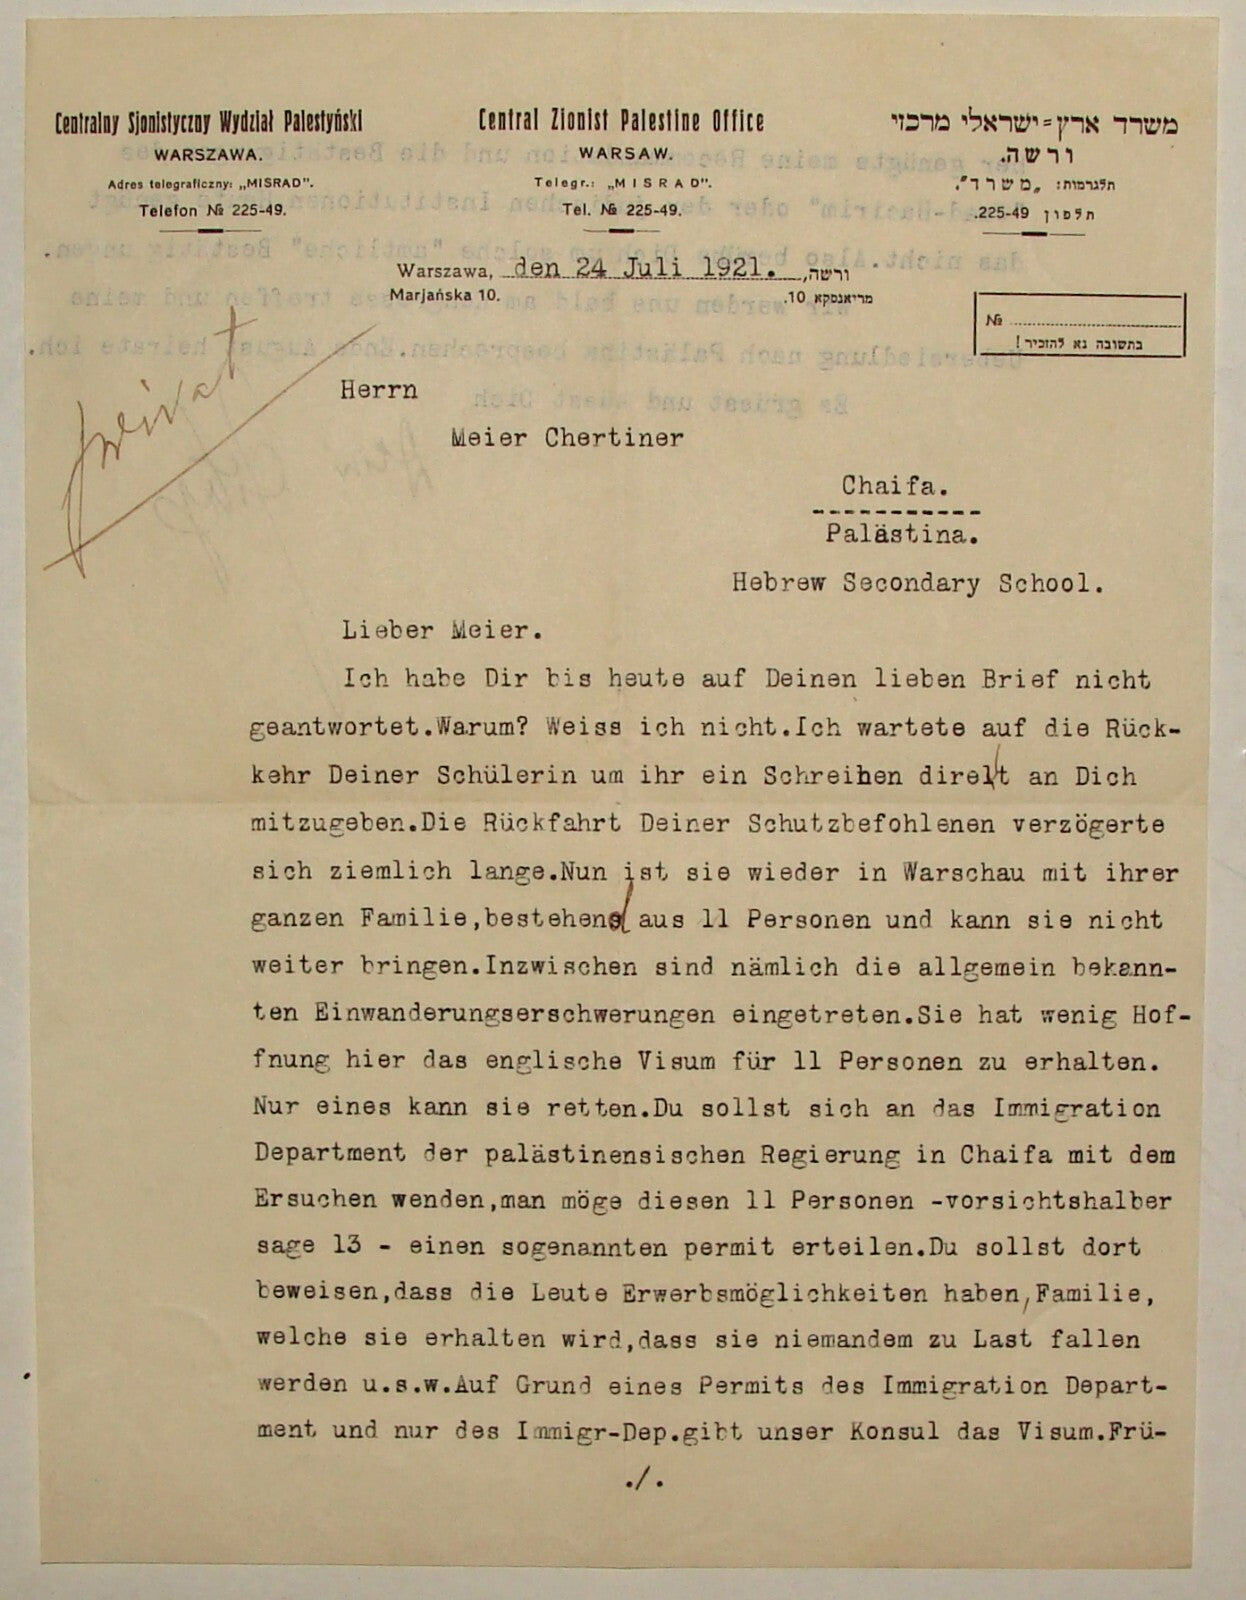 Centralny Sjonistyczny Wydział Palestyński
WARSZAWA.
Adres telegraficzny: „MISRAD".
Telefon № 225-49.
Central Zionist Palestine Office
WARSAW.
Telegr.: „MISRAD".
Tel. № 225-49.
משרד ארץ=ישראלי מרכזי
ורשה.
תלגרמות: „משרד".
תלפון 225-49.
Warszawa, den 24 Juli 1921. ורשה,
Marjańska 10. מריאנסקא 10.
№
בתשובה נא להזכיר!
privat
Herrn
Meier Chertiner
Chaifa.
Palästina.
Hebrew Secondary School.
Lieber Meier.
Ich habe Dir bis heute auf Deinen lieben Brief nicht
geantwortet.Warum? Weiss ich nicht.Ich wartete auf die Rück-
kehr Deiner Schülerin um ihr ein Schreiben direkt an Dich
mitzugeben.Die Rückfahrt Deiner Schutzbefohlenen verzögerte
sich ziemlich lange.Nun ist sie wieder in Warschau mit ihrer
ganzen Familie,bestehend aus 11 Personen und kann sie nicht
weiter bringen.Inzwischen sind nämlich die allgemein bekann-
ten Einwanderungserschwerungen eingetreten.Sie hat wenig Hof-
fnung hier das englische Visum für 11 Personen zu erhalten.
Nur eines kann sie retten.Du sollst sich an das Immigration
Department der palästinensischen Regierung in Chaifa mit dem
Ersuchen wenden,man möge diesen 11 Personen -vorsichtshalber
sage 13 - einen sogenannten permit erteilen.Du sollst dort
beweisen,dass die Leute Erwerbsmöglichkeiten haben,Familie,
welche sie erhalten wird,dass sie niemandem zu Last fallen
werden u.s.w.Auf Grund eines Permits des Immigration Depart-
ment und nur des Immigr-Dep.gibt unser Konsul das Visum.Frü-
./.